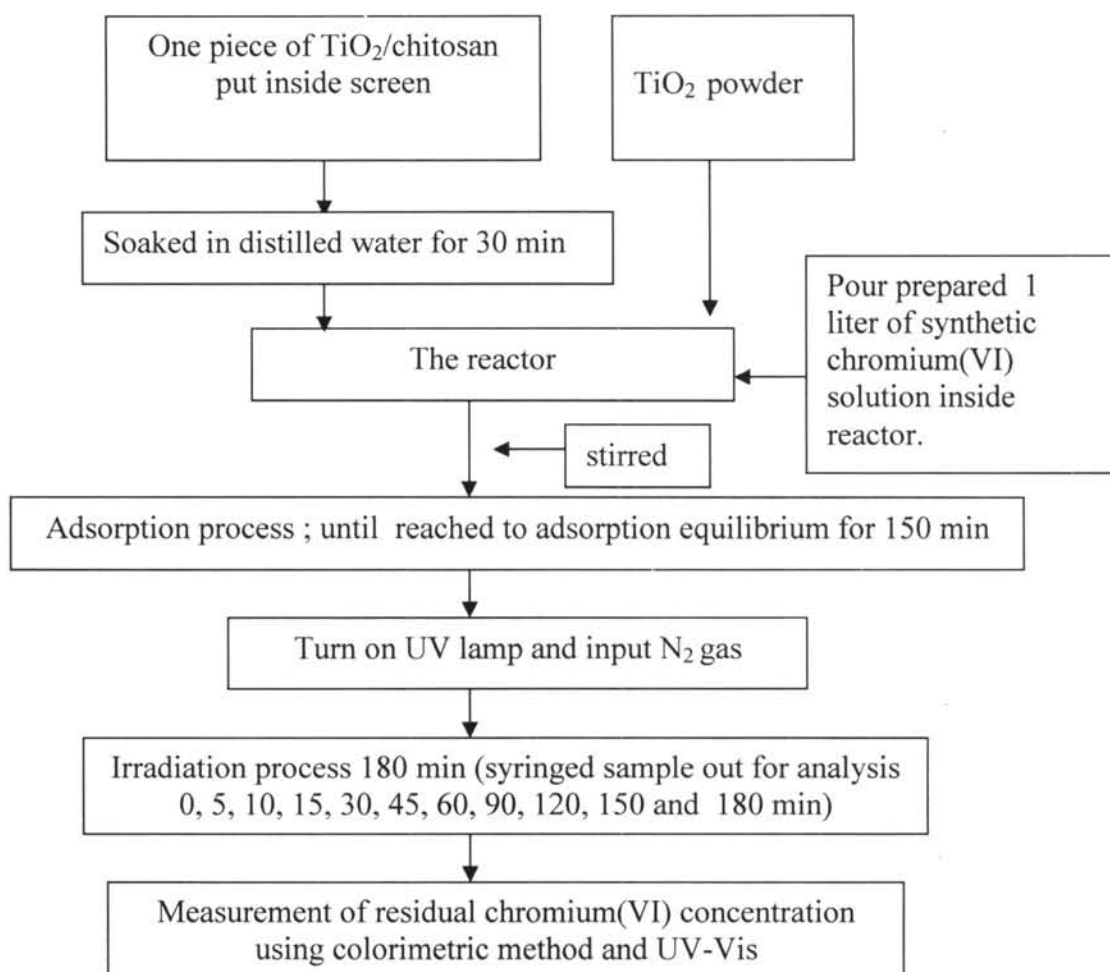 One piece of TiO₂/chitosan
put inside screen
TiO₂ powder
Soaked in distilled water for 30 min
Pour prepared 1
liter of synthetic
chromium(VI)
solution inside
reactor.
The reactor
stirred
Adsorption process ; until reached to adsorption equilibrium for 150 min
Turn on UV lamp and input N₂ gas
Irradiation process 180 min (syringed sample out for analysis
0, 5, 10, 15, 30, 45, 60, 90, 120, 150 and 180 min)
Measurement of residual chromium(VI) concentration
using colorimetric method and UV-Vis